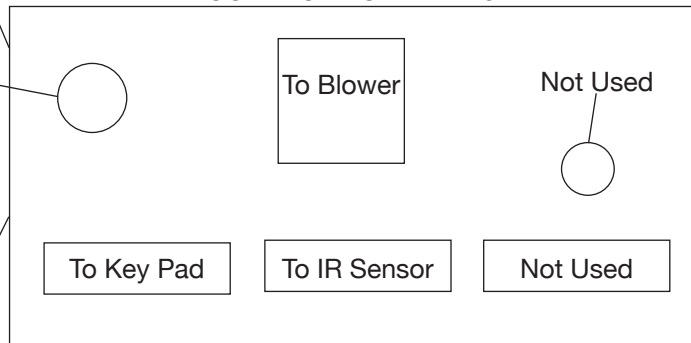 To Blower
Not Used
To Key Pad
To IR Sensor
Not Used